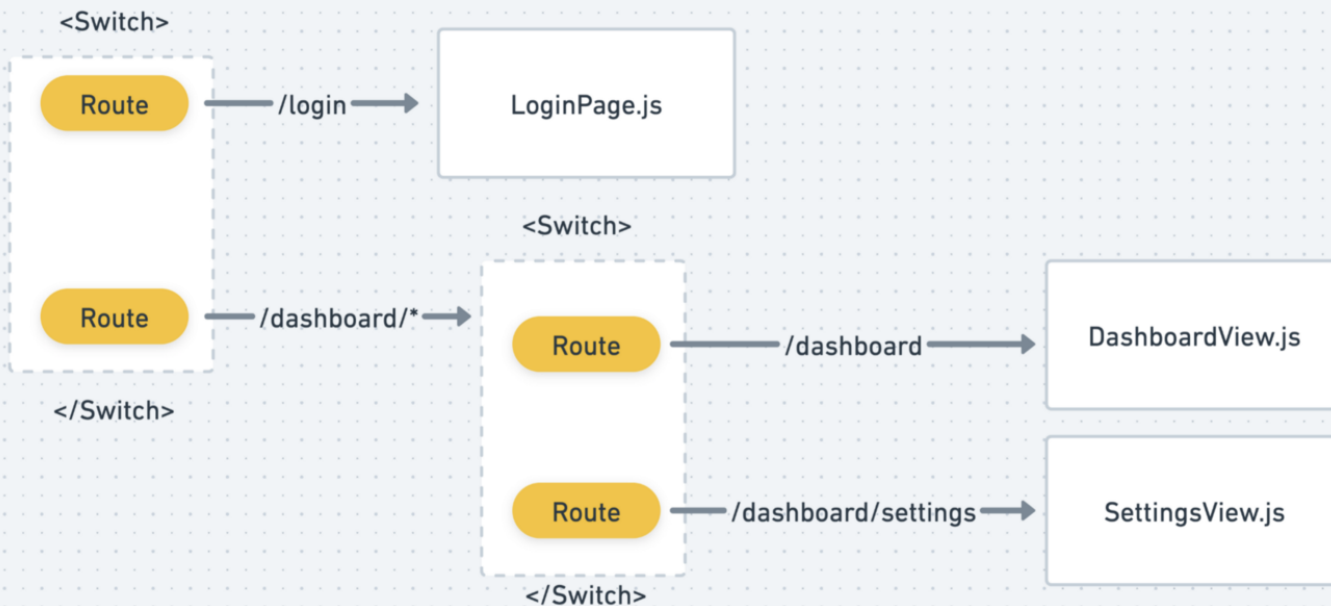 <Switch>
Route
/login
LoginPage.js
<Switch>
Route
/dashboard/*
Route
/dashboard
DashboardView.js
</Switch>
Route
/dashboard/settings
SettingsView.js
</Switch>